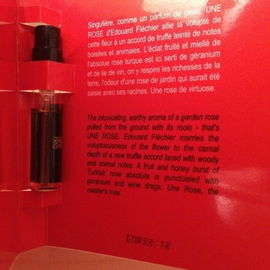 Singulière, comme un parfum de peau, UNE
ROSE d'Edouard Fléchier allie la volupté de
cette fleur à un accord de truffe teinté de notes
boisées et animales. L'éclat fruité et miellé de
l'absolue rose turque est ici serti de géranium
et de lie de vin, on y respire les richesses de la
terre, l'odeur d'une rose de jardin qui aurait été
saisie avec ses racines. Une rose de virtuose.
The intoxicating, earthy aroma of a garden rose
pulled from the ground with its roots – that's
UNE ROSE. Edouard Fléchier marries the
voluptuousness of the flower to the carnal
depth of a new truffle accord laced with woody
and animal notes. A fruit and honey burst of
Turkish rose absolute is punctuated with
geranium and wine dregs. Une Rose, the
master's rose.